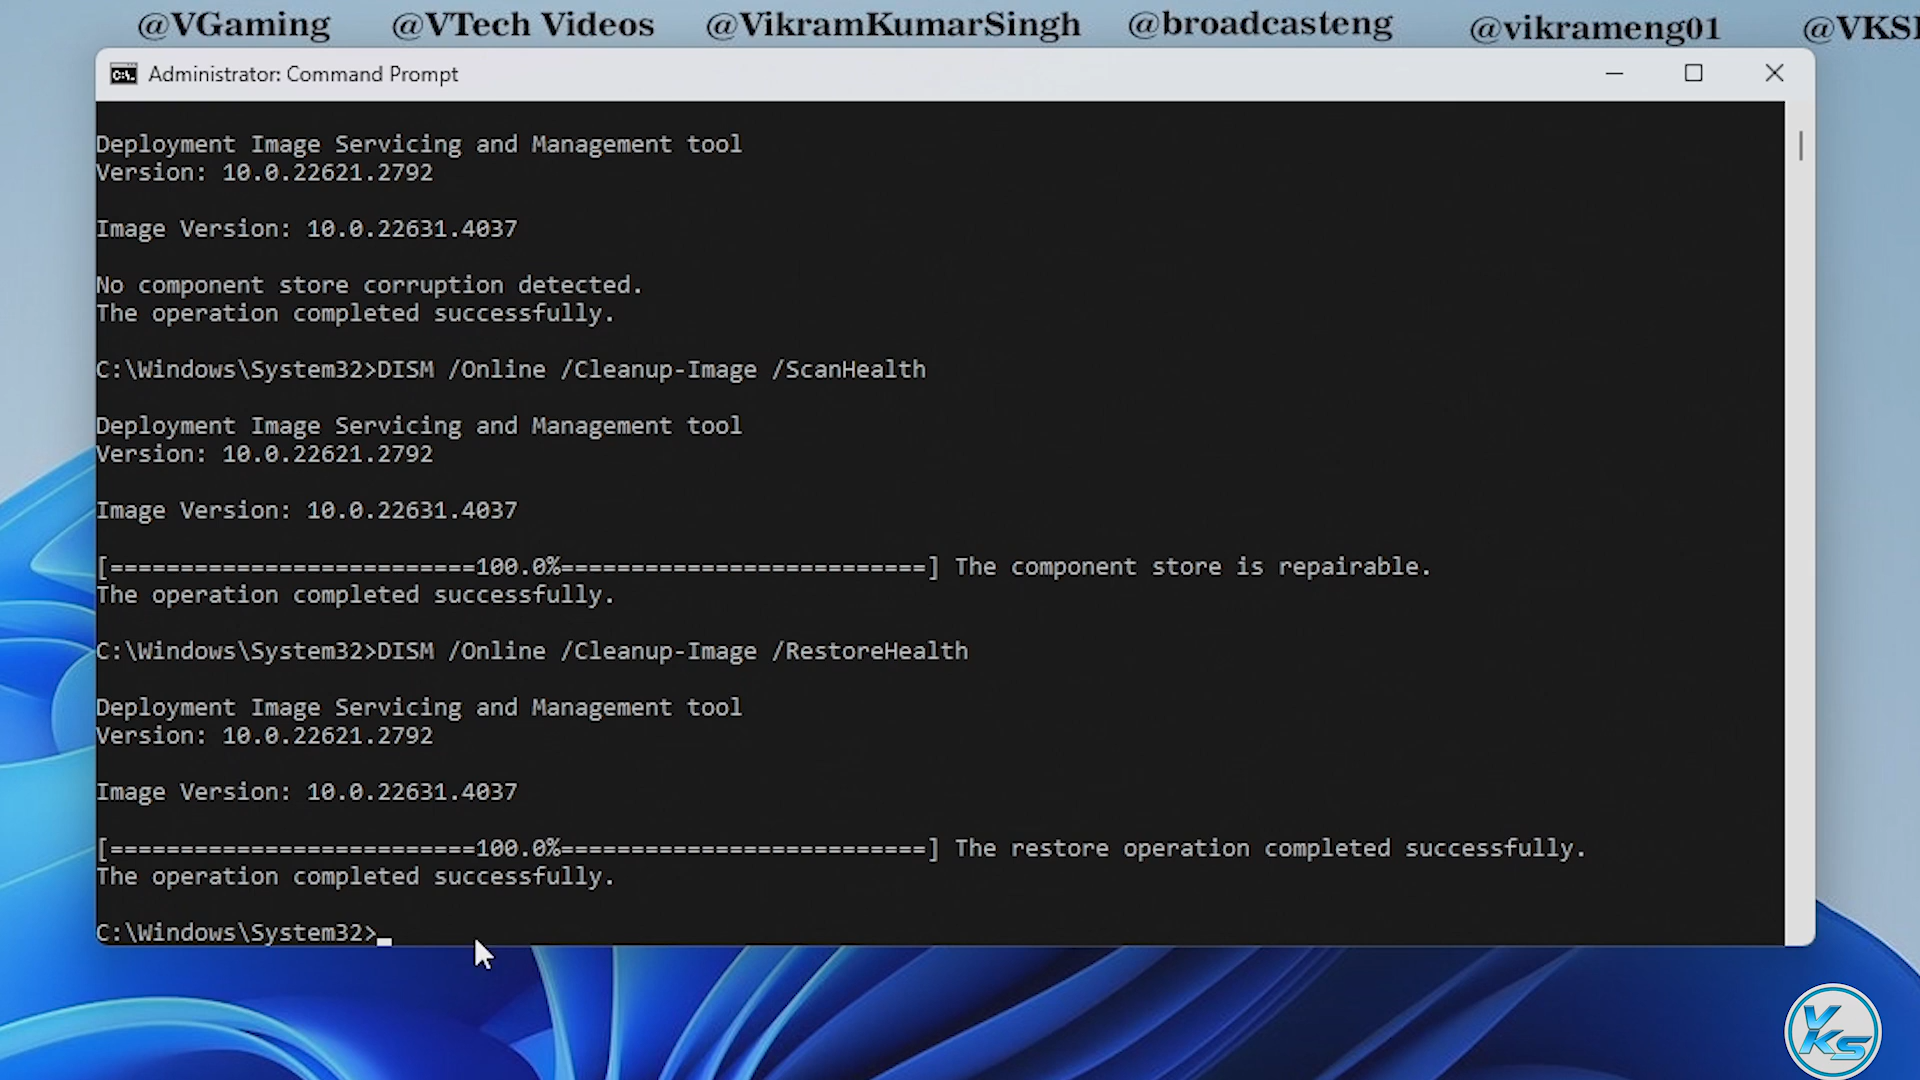 @VGaming @VTech Videos @VikramKumarSingh @broadcasteng @vikrameng01 @VKS
Administrator: Command Prompt
Deployment Image Servicing and Management tool
Version: 10.0.22621.2792
Image Version: 10.0.22631.4037
No component store corruption detected.
The operation completed successfully.
C:\Windows\System32>DISM /Online /Cleanup-Image /ScanHealth
Deployment Image Servicing and Management tool
Version: 10.0.22621.2792
Image Version: 10.0.22631.4037
[==========================100.0%==========================] The component store is repairable.
The operation completed successfully.
C:\Windows\System32>DISM /Online /Cleanup-Image /RestoreHealth
Deployment Image Servicing and Management tool
Version: 10.0.22621.2792
Image Version: 10.0.22631.4037
[==========================100.0%==========================] The restore operation completed successfully.
The operation completed successfully.
C:\Windows\System32>
VKS